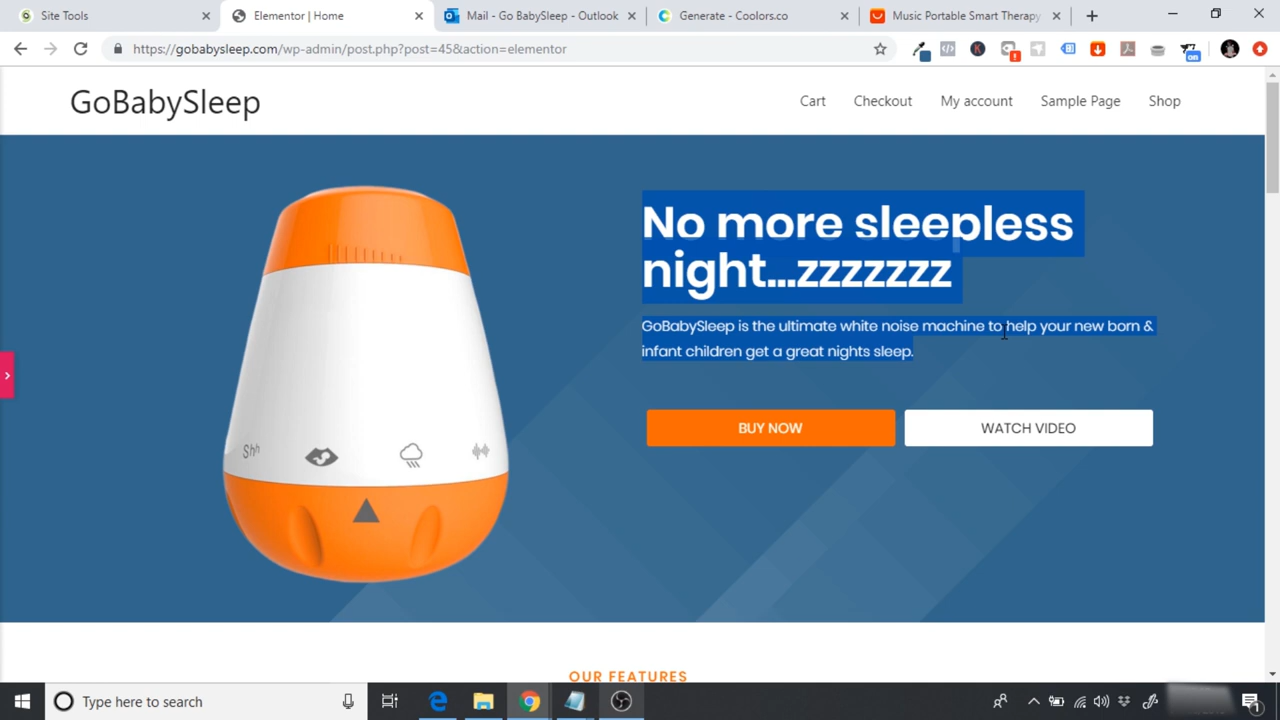 Site Tools
Elementor | Home
Mail - Go BabySleep - Outlook
Generate - Coolors.co
Music Portable Smart Therapy
https://gobabysleep.com/wp-admin/post.php?post=45&action=elementor
on
GoBabySleep
Cart
Checkout
My account
Sample Page
Shop
No more sleepless
night...zzzzzzz
GoBabySleep is the ultimate white noise machine to help your new born &
infant children get a great nights sleep.
BUY NOW
WATCH VIDEO
Shh
OUR FEATURES
Type here to search